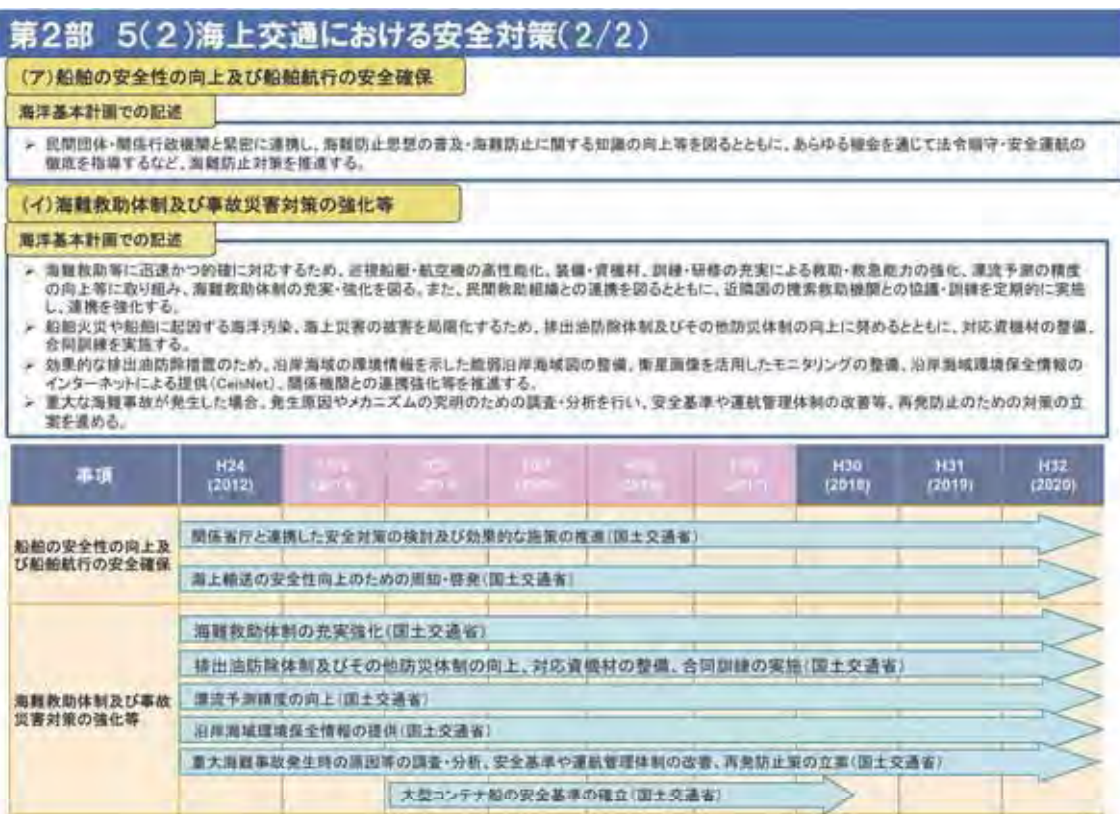 第2部 5(2)海上交通における安全対策(2/2)
(ア)船舶の安全性の向上及び船舶航行の安全確保
海洋基本計画での記述
➢ 民間団体・関係行政機関と緊密に連携し、海難防止思想の普及・海難防止に関する知識の向上等を図るとともに、あらゆる機会を通じて法令順守・安全運航の
徹底を指導するなど、海難防止対策を推進する。
(イ)海難救助体制及び事故災害対策の強化等
海洋基本計画での記述
➢ 海難救助等に迅速かつ的確に対応するため、巡視船艇・航空機の高性能化、装備・資機材、訓練・研修の充実による救助・救急能力の強化、漂流予測の精度
の向上等に取り組み、海難救助体制の充実・強化を図る。また、民間救助組織との連携を図るとともに、近隣国の捜索救助機関との協議・訓練を定期的に実施
し、連携を強化する。
➢ 船舶火災や船舶に起因する海洋汚染、海上災害の被害を局限化するため、排出油防除体制及びその他防災体制の向上に努めるとともに、対応資機材の整備、
合同訓練を実施する。
➢ 効果的な排出油防除措置のため、沿岸海域の環境情報を示した脆弱沿岸海域図の整備、衛星画像を活用したモニタリングの整備、沿岸海域環境保全情報の
インターネットによる提供(CeisNet)、関係機関との連携強化等を推進する。
➢ 重大な海難事故が発生した場合、発生原因やメカニズムの究明のための調査・分析を行い、安全基準や運航管理体制の改善等、再発防止のための対策の立
案を進める。
事項 H24 H30 H31 H32
(2012) (2018) (2019) (2020)
船舶の安全性の向上及
び船舶航行の安全確保
関係省庁と連携した安全対策の検討及び効果的な施策の推進(国土交通省)
海上輸送の安全性向上のための周知・啓発(国土交通省)
海難救助体制及び事故
災害対策の強化等
海難救助体制の充実強化(国土交通省)
排出油防除体制及びその他防災体制の向上、対応資機材の整備、合同訓練の実施(国土交通省)
漂流予測精度の向上(国土交通省)
沿岸海域環境保全情報の提供(国土交通省)
重大海難事故発生時の原因等の調査・分析、安全基準や運航管理体制の改善、再発防止策の立案(国土交通省)
大型コンテナ船の安全基準の確立(国土交通省)